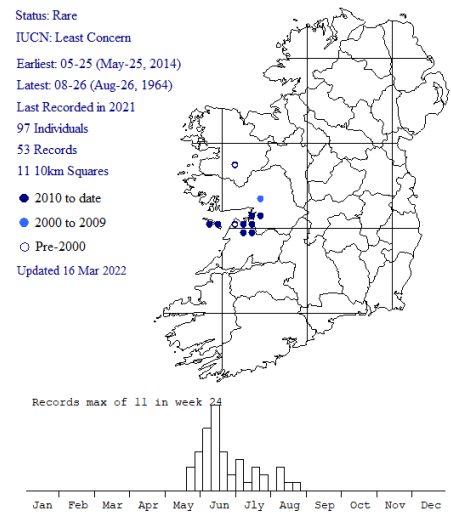 Status: Rare
IUCN: Least Concern
Earliest: 05-25 (May-25, 2014)
Latest: 08-26 (Aug-26, 1964)
Last Recorded in 2021
97 Individuals
53 Records
11 10km Squares
2010 to date
2000 to 2009
Pre-2000
Updated 16 Mar 2022
Records max of 11 in week 24
Jan Feb Mar Apr May Jun Jly Aug Sep Oct Nov Dec